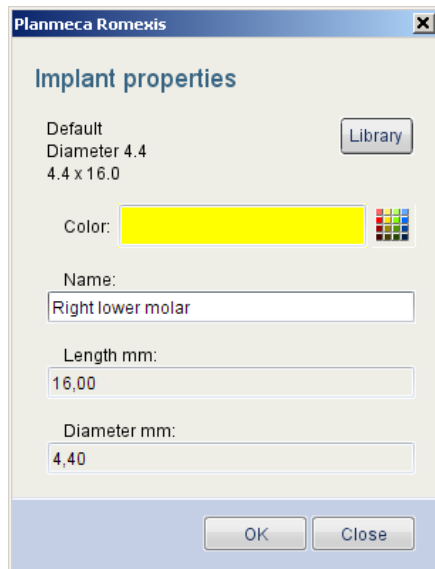 Planmeca Romexis
Implant properties
Default
Diameter 4.4
4.4 x 16.0
Library
Color:
Name:
Right lower molar
Length mm:
16,00
Diameter mm:
4,40
OK
Close